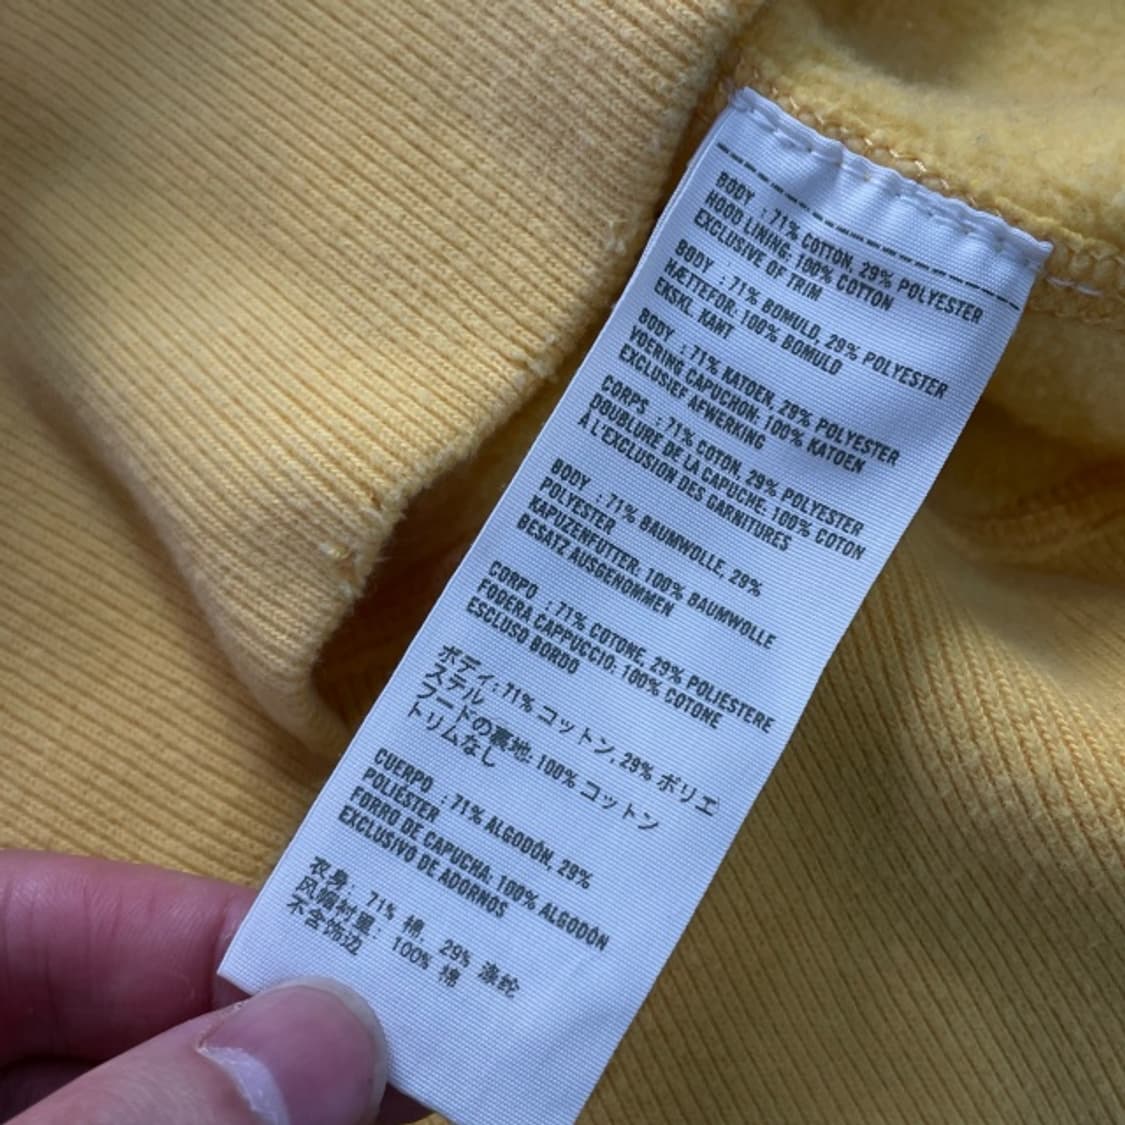 BODY : 71% COTTON, 29% POLYESTER
HOOD LINING: 100% COTTON
EXCLUSIVE OF TRIM
BODY : 71% BOMULD, 29% POLYESTER
HÆTTEFOR: 100% BOMULD
EKSKL. KANT
BODY : 71% KATOEN, 29% POLYESTER
VOERING CAPUCHON: 100% KATOEN
EXCLUSIEF AFWERKING
CORPS : 71% COTON, 29% POLYESTER
DOUBLURE DE LA CAPUCHE: 100% COTON
À L'EXCLUSION DES GARNITURES
BODY : 71% BAUMWOLLE, 29%
POLYESTER
KAPUZENFUTTER: 100% BAUMWOLLE
BESATZ AUSGENOMMEN
CORPO : 71% COTONE, 29% POLIESTERE
FODERA CAPPUCCIO: 100% COTONE
ESCLUSO BORDO
ボディ: 71% コットン, 29% ポリエ
ステル
フードの裏地: 100% コットン
トリムなし
CUERPO : 71% ALGODÓN, 29%
POLIÉSTER
FORRO DE CAPUCHA: 100% ALGODÓN
EXCLUSIVO DE ADORNOS
衣身: 71% 棉, 29% 涤纶
风帽衬里: 100% 棉
不含饰边